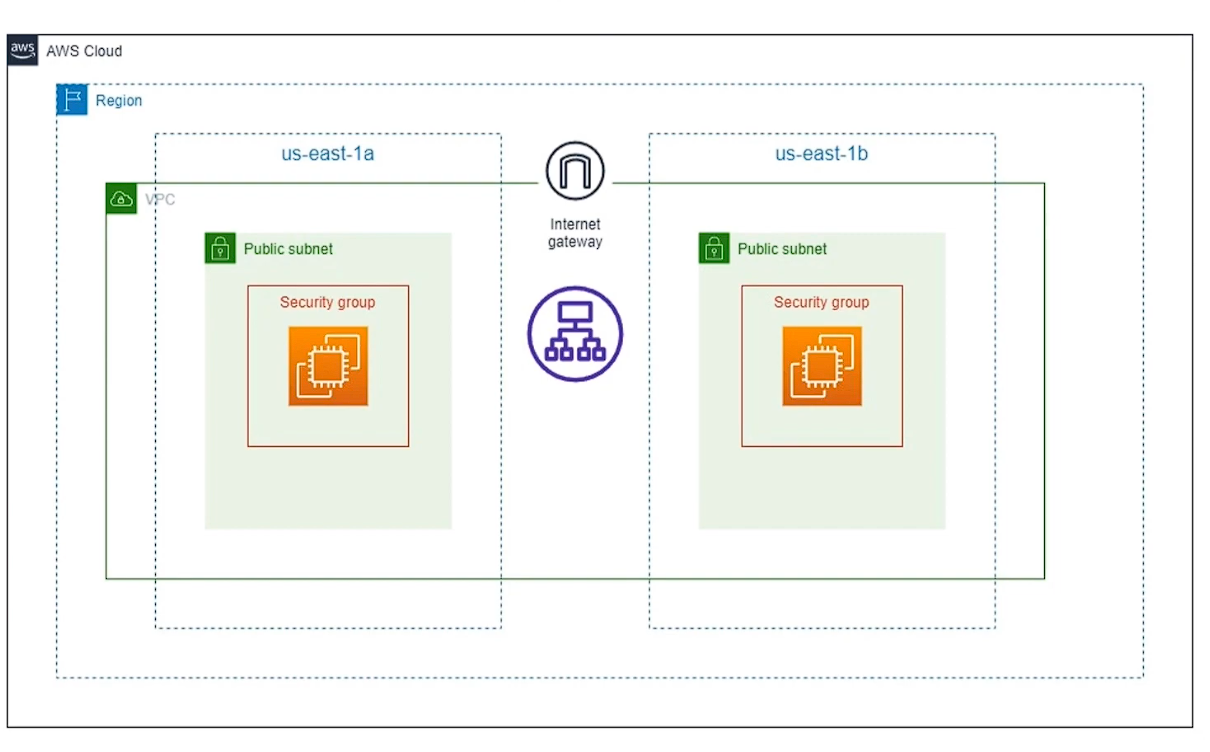 aws
AWS Cloud
Region
us-east-1a
us-east-1b
VPC
Internet
gateway
Public subnet
Public subnet
Security group
Security group